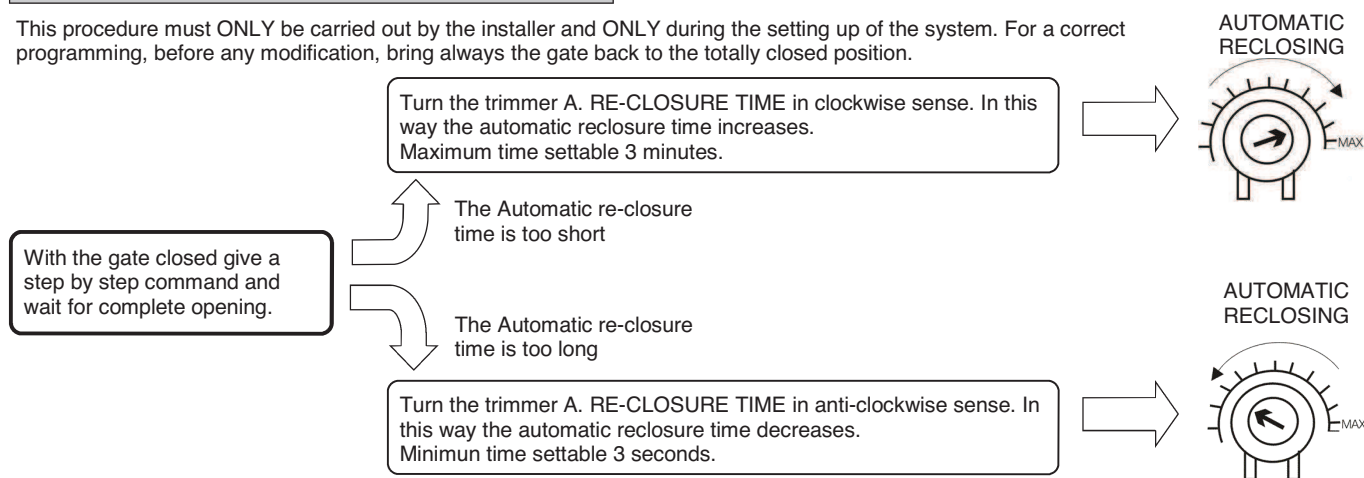 This procedure must ONLY be carried out by the installer and ONLY during the setting up of the system. For a correct
programming, before any modification, bring always the gate back to the totally closed position.
AUTOMATIC
RECLOSING
Turn the trimmer A. RE-CLOSURE TIME in clockwise sense. In this
way the automatic reclosure time increases.
Maximum time settable 3 minutes.
MAX
The Automatic re-closure
time is too short
With the gate closed give a
step by step command and
wait for complete opening.
The Automatic re-closure
time is too long
AUTOMATIC
RECLOSING
Turn the trimmer A. RE-CLOSURE TIME in anti-clockwise sense. In
this way the automatic reclosure time decreases.
Minimun time settable 3 seconds.
MAX